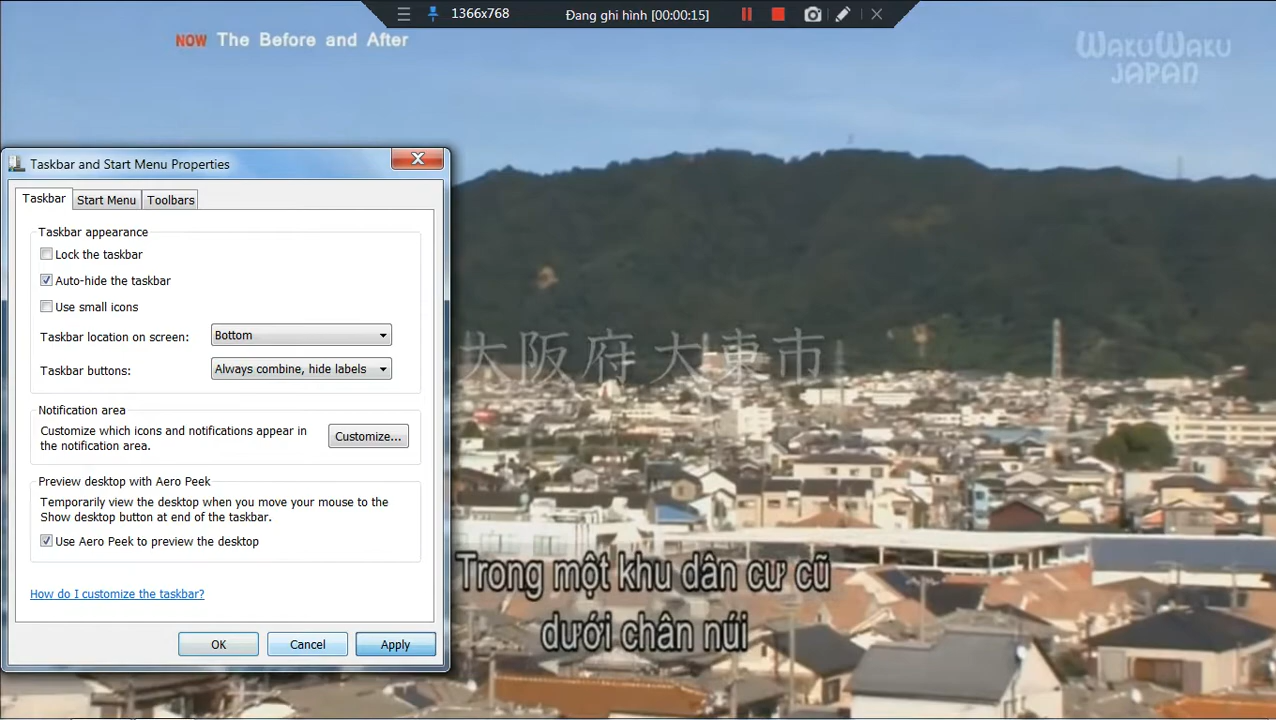 1366x768
Đang ghi hình [00:00:15]
NOW The Before and After
WAKUWAKU
JAPAN
Taskbar and Start Menu Properties
Taskbar Start Menu Toolbars
Taskbar appearance
Lock the taskbar
Auto-hide the taskbar
Use small icons
Taskbar location on screen: Bottom
Taskbar buttons: Always combine, hide labels
Notification area
Customize which icons and notifications appear in
the notification area.
Customize...
Preview desktop with Aero Peek
Temporarily view the desktop when you move your mouse to the
Show desktop button at end of the taskbar.
Use Aero Peek to preview the desktop
How do I customize the taskbar?
OK Cancel Apply
大阪府大東市
Trong một khu dân cư cũ
dưới chân núi